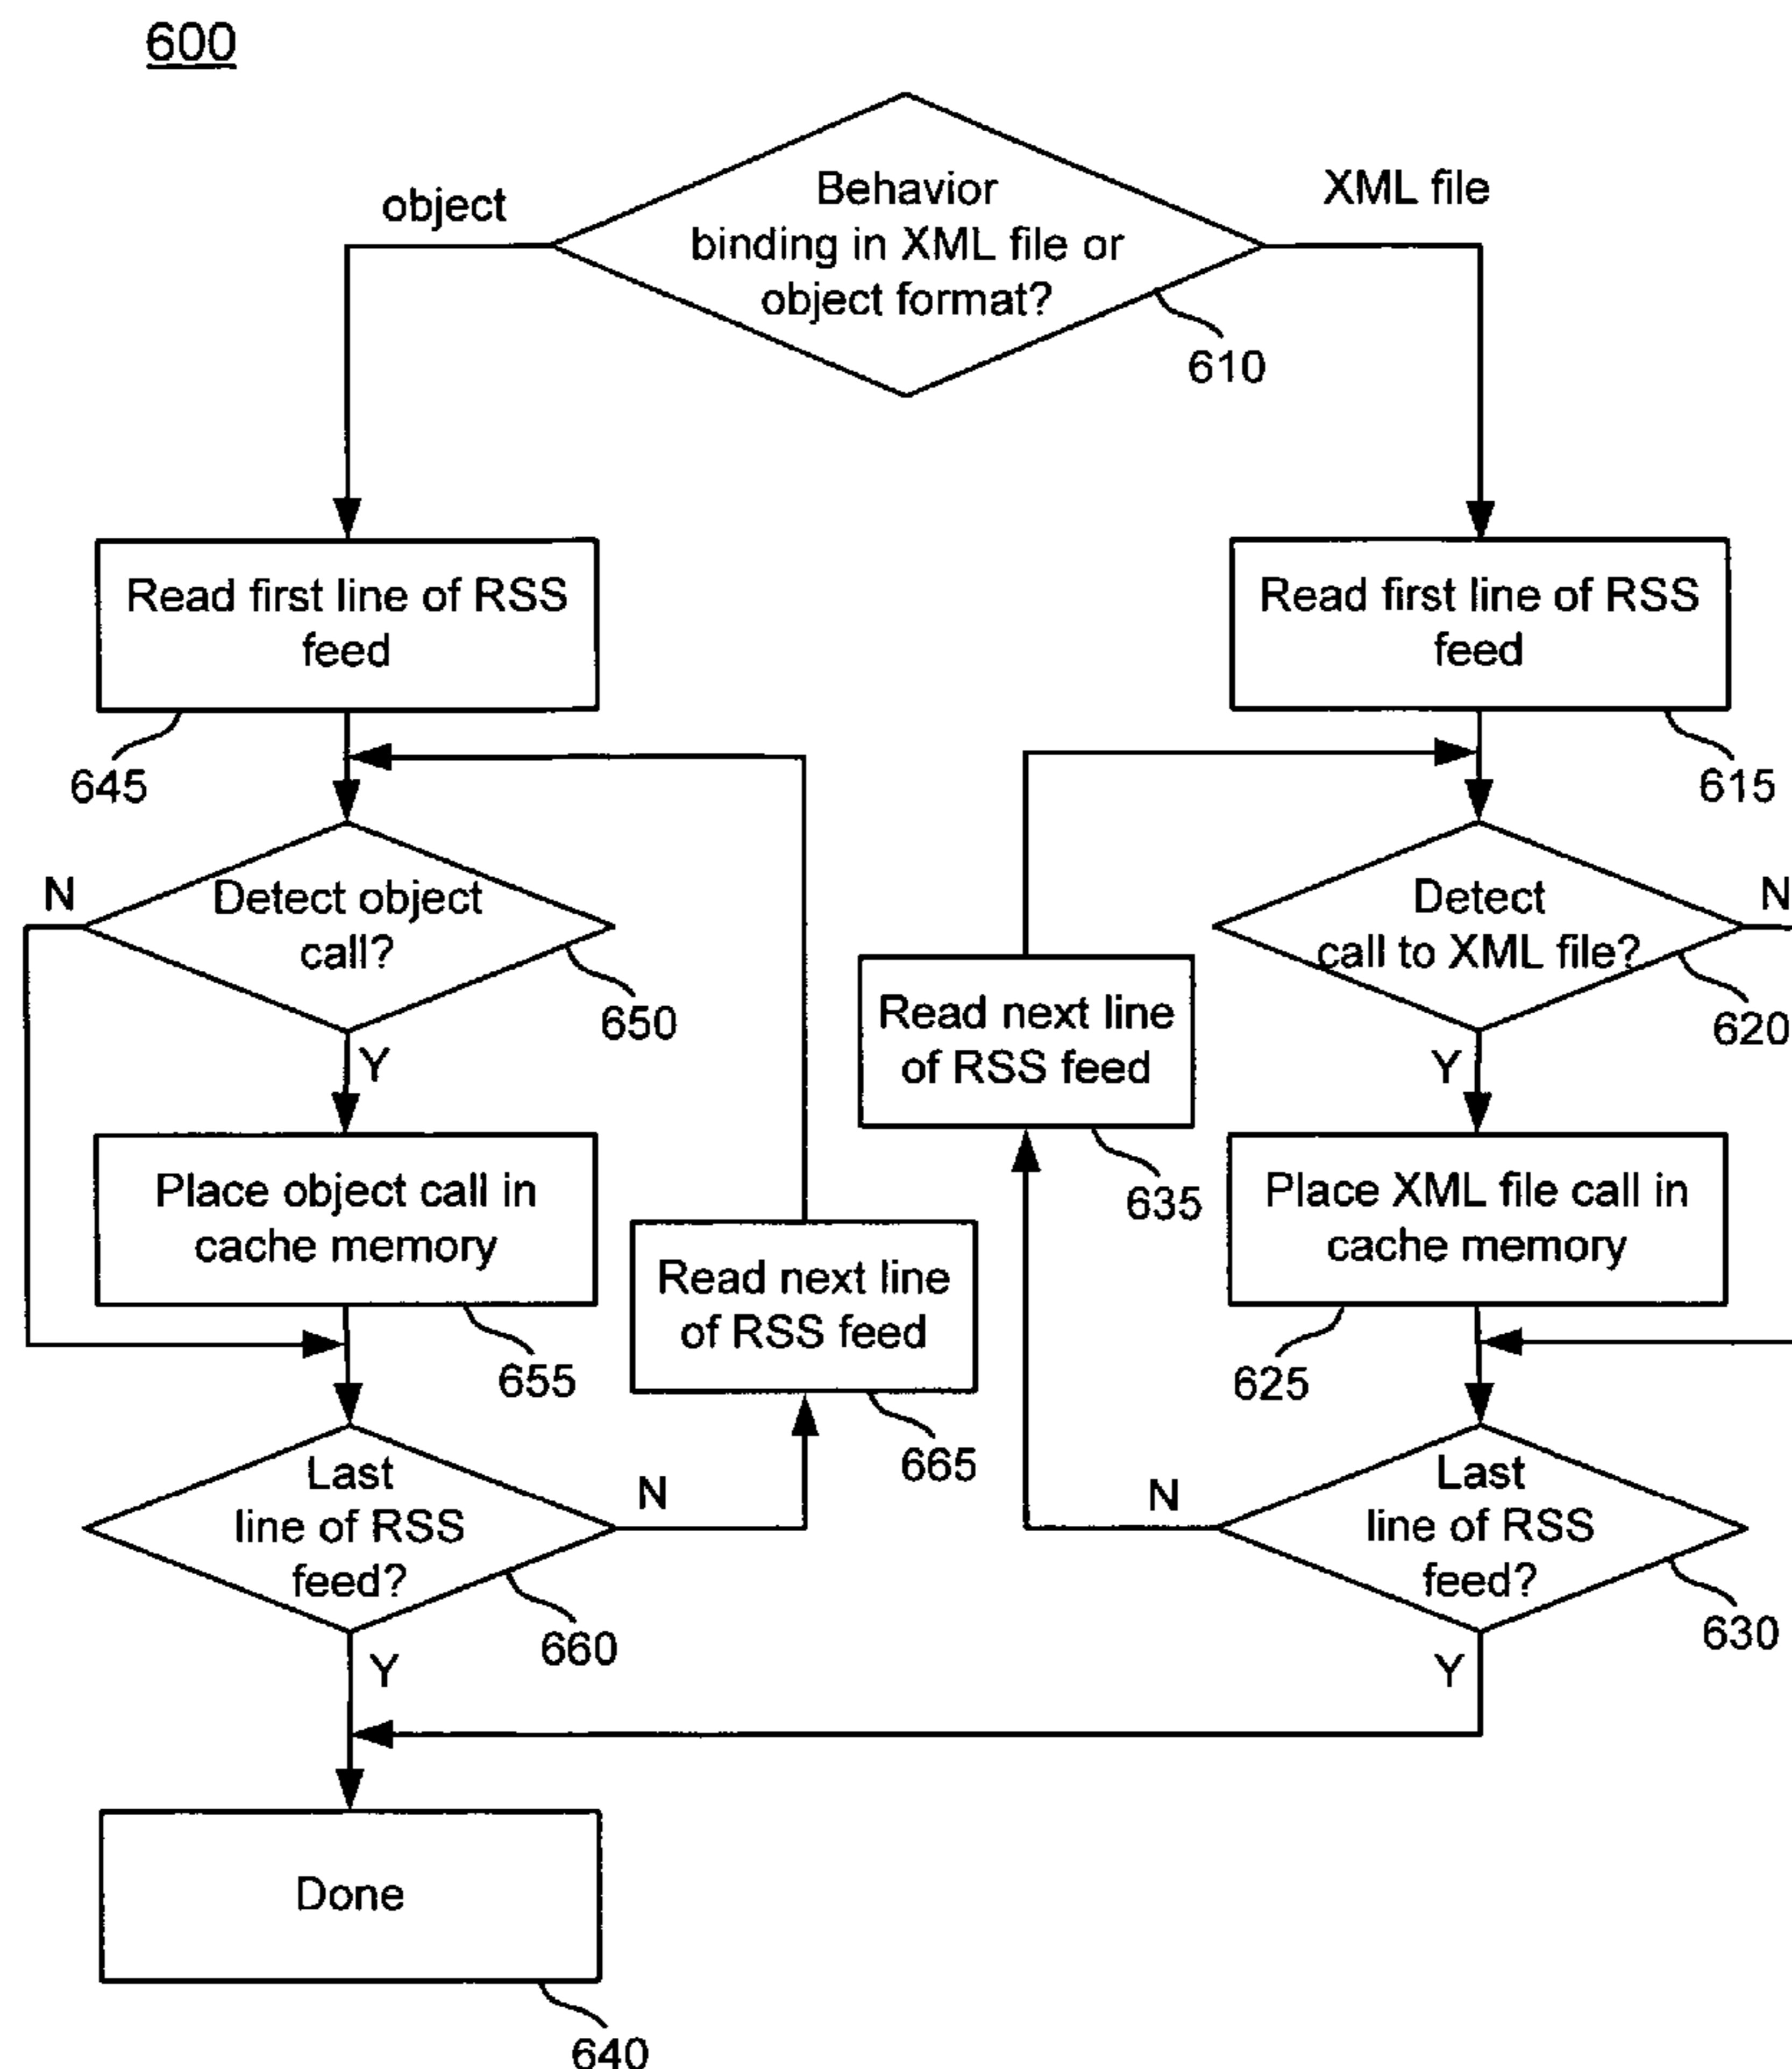 600
Behavior
binding in XML file or
object format?
object
XML file
610
Read first line of RSS
feed
645
Read first line of RSS
feed
615
Detect object
call?
N
Y
650
Detect
call to XML file?
N
Y
620
Read next line
of RSS feed
635
Place object call in
cache memory
655
Place XML file call in
cache memory
625
Read next line
of RSS feed
665
Last
line of RSS
feed?
N
Y
660
Last
line of RSS
feed?
N
Y
630
Done
640